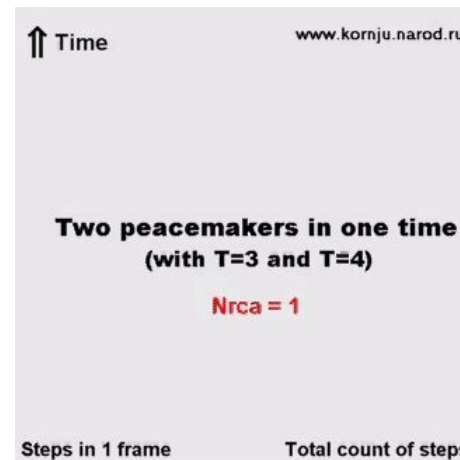 ⇑ Time
www.kornju.narod.ru
Two peacemakers in one time
(with T=3 and T=4)
Nrca = 1
Steps in 1 frame
Total count of steps